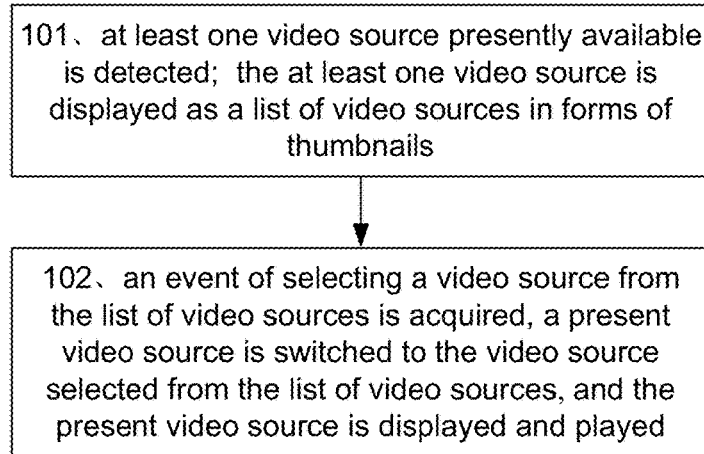 101、at least one video source presently available
is detected; the at least one video source is
displayed as a list of video sources in forms of
thumbnails
102、an event of selecting a video source from
the list of video sources is acquired, a present
video source is switched to the video source
selected from the list of video sources, and the
present video source is displayed and played